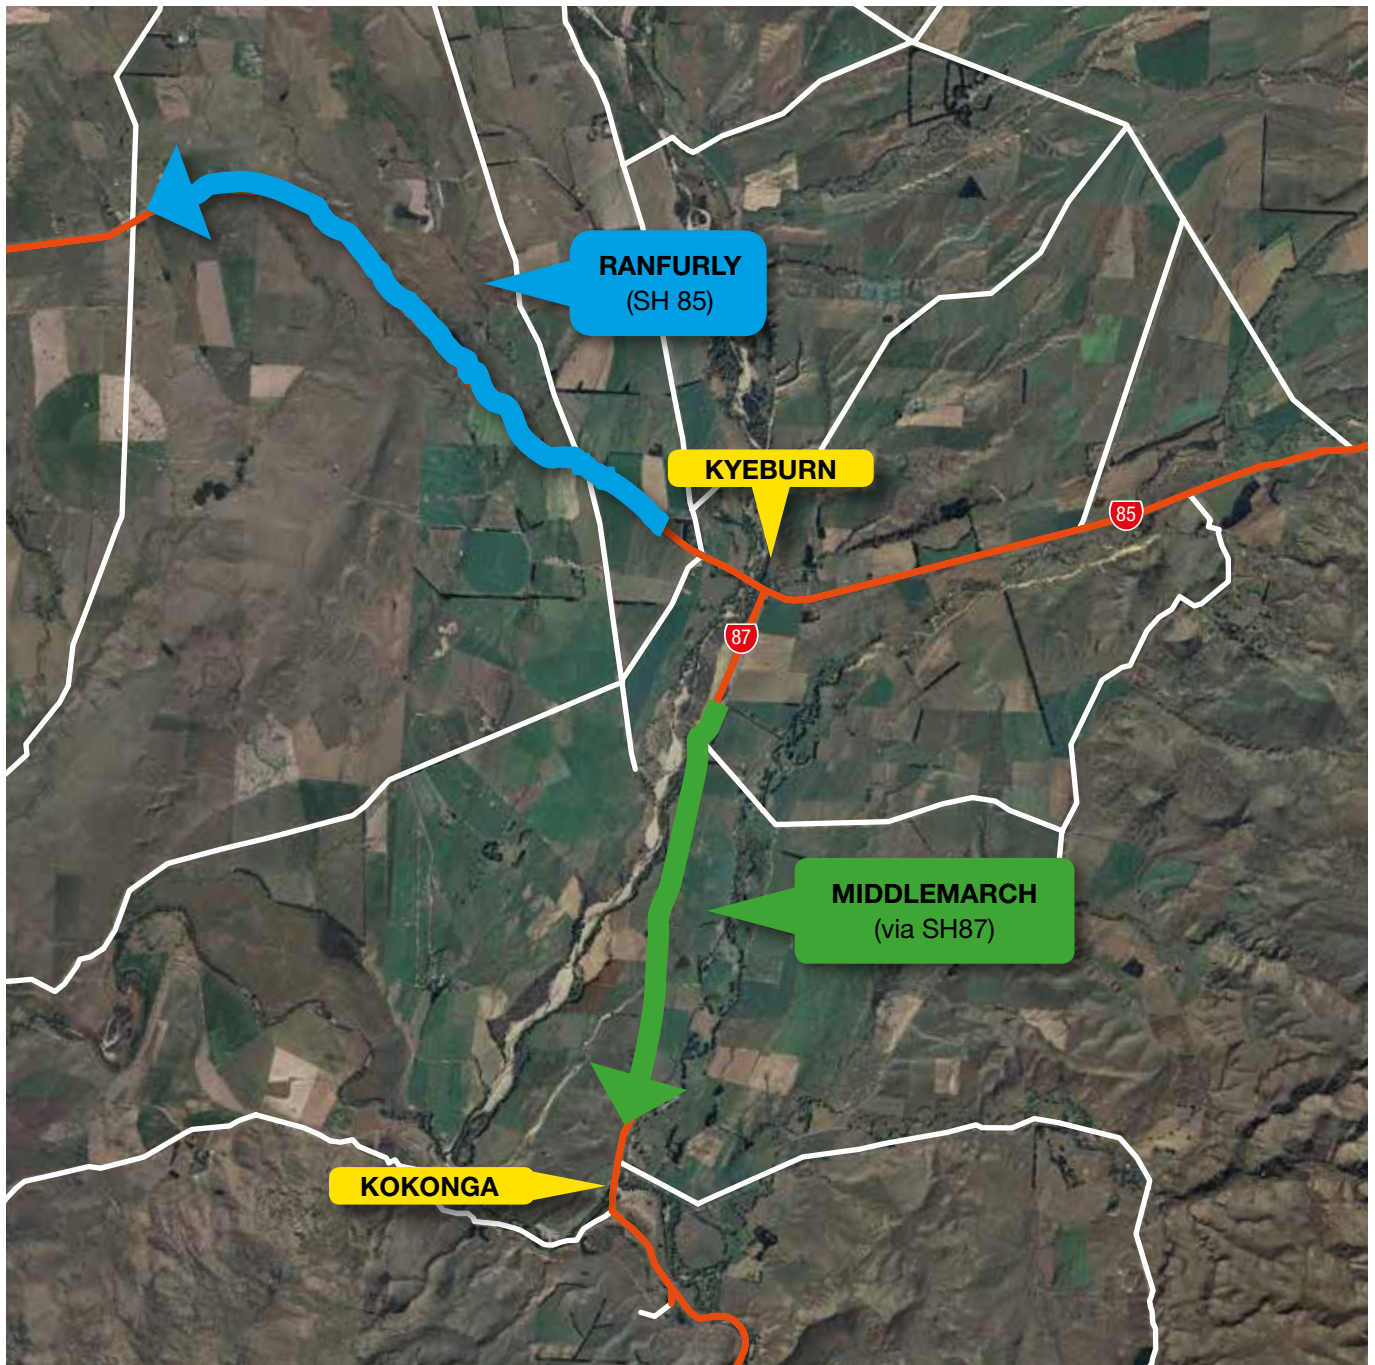 RANFURLY
(SH 85)
KYEBURN
85
87
MIDDLEMARCH
(via SH87)
KOKONGA